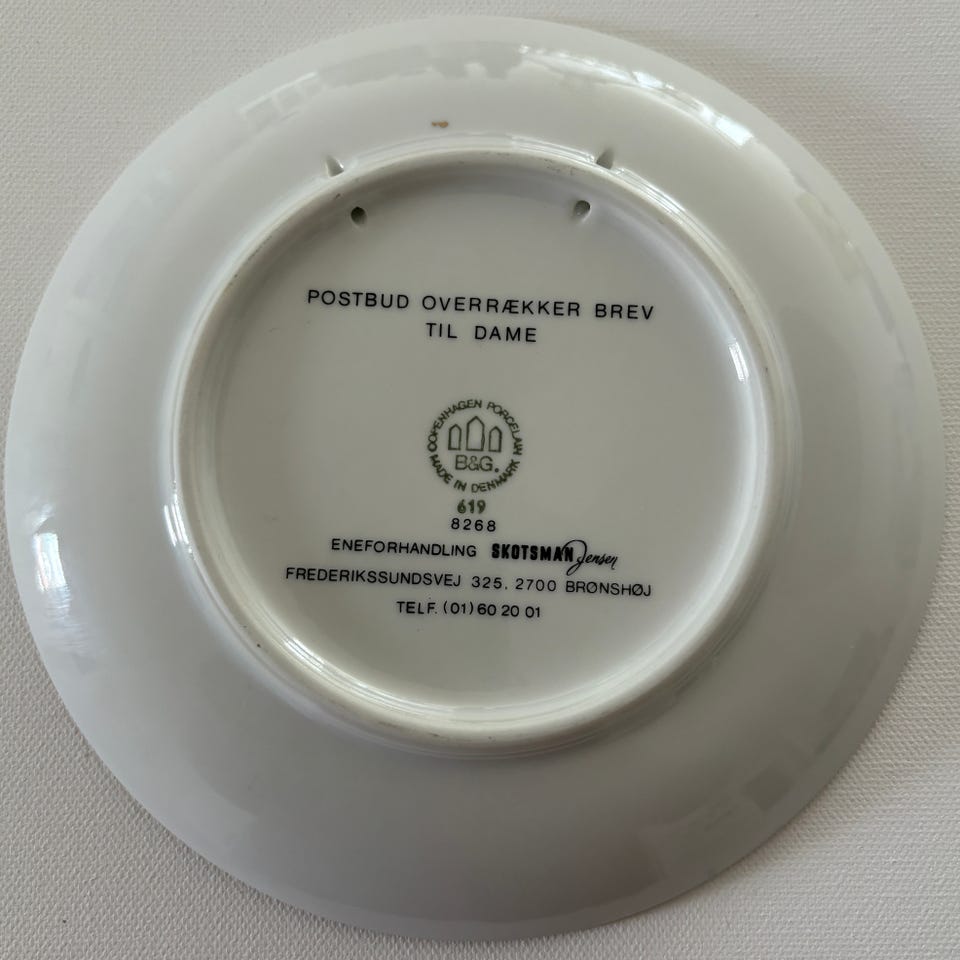 POSTBUD OVERRÆKKER BREV
TIL DAME
COPENHAGEN PORCELAIN
B&G.
MADE IN DENMARK
619
8268
ENEFORHANDLING SKOTSMAN Jensen
FREDERIKSSUNDSVEJ 325. 2700 BRØNSHØJ
TELF. (01) 60 20 01